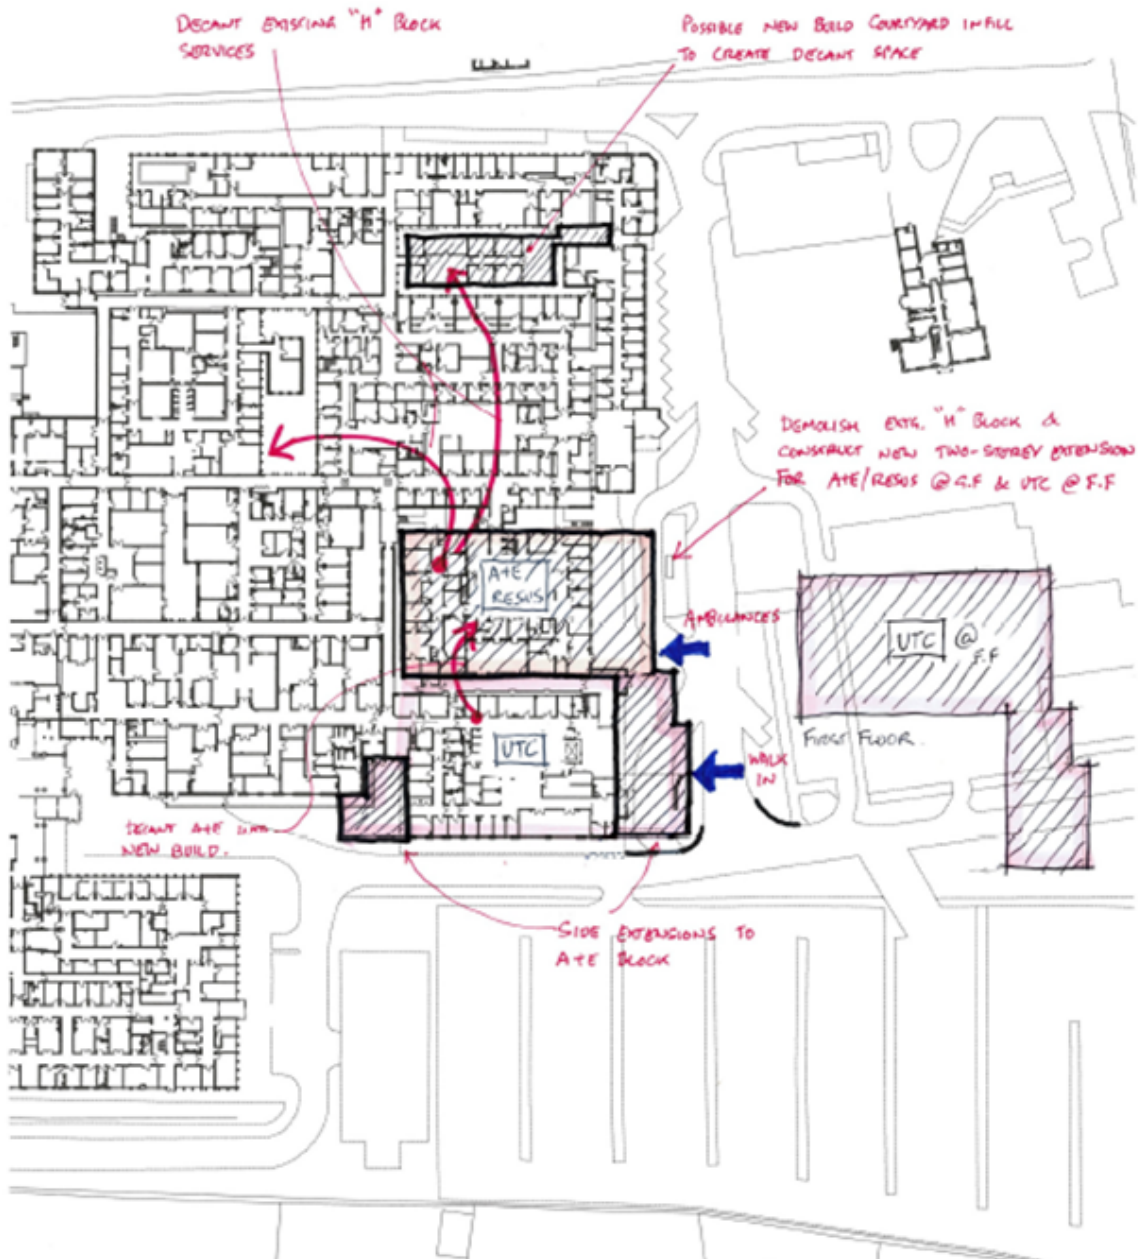 DECANT EXISTING "H" BLOCK
SERVICES
POSSIBLE NEW BUILD COURTYARD INFILL
TO CREATE DECANT SPACE
DEMOLISH EXTG. "H" BLOCK &
CONSTRUCT NEW TWO-STOREY EXTENSION
FOR A+E/RESUS @ G.F & UTC @ F.F
A+E/
RESUS
AMBULANCES
UTC @
F.F
FIRST FLOOR.
UTC
WALK
IN
DECANT A+E INTO
NEW BUILD.
SIDE EXTENSIONS TO
A+E BLOCK